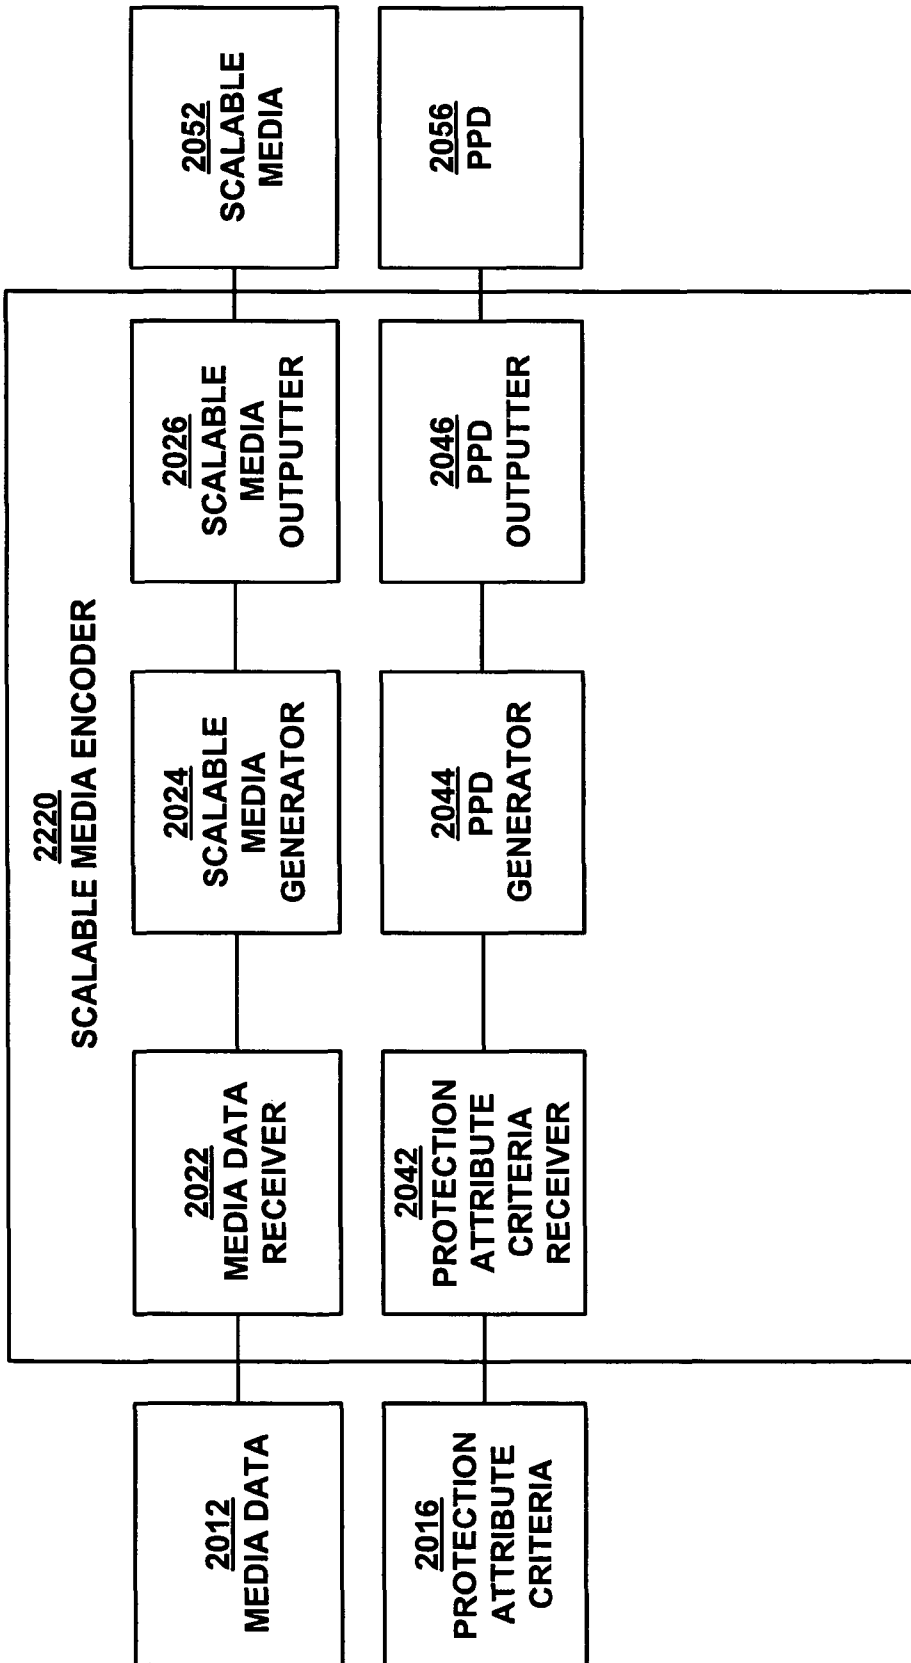 2220
SCALABLE MEDIA ENCODER
2012
MEDIA DATA
2022
MEDIA DATA
RECEIVER
2024
SCALABLE
MEDIA
GENERATOR
2026
SCALABLE
MEDIA
OUTPUTTER
2052
SCALABLE
MEDIA
2016
PROTECTION
ATTRIBUTE
CRITERIA
2042
PROTECTION
ATTRIBUTE
CRITERIA
RECEIVER
2044
PPD
GENERATOR
2046
PPD
OUTPUTTER
2056
PPD